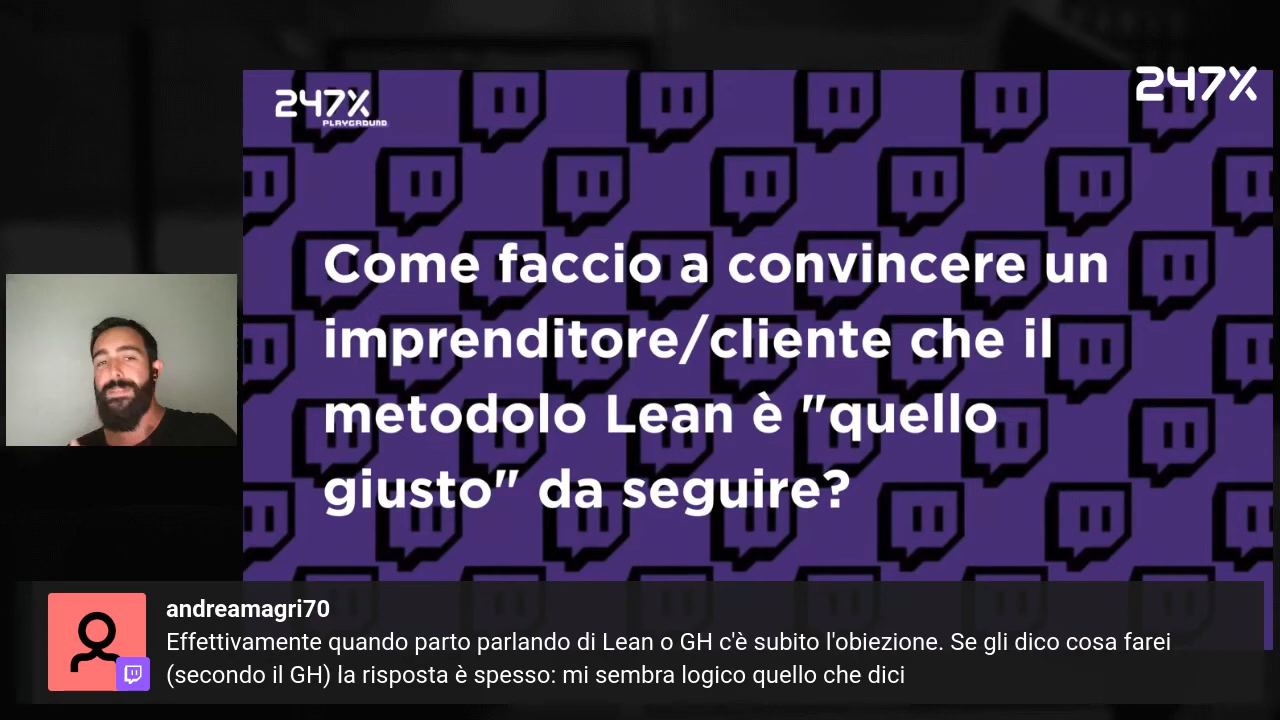 247X
PLAYGROUND
247X
Come faccio a convincere un
imprenditore/cliente che il
metodolo Lean è "quello
giusto" da seguire?
andreamagri70
Effettivamente quando parto parlando di Lean o GH c'è subito l'obiezione. Se gli dico cosa farei
(secondo il GH) la risposta è spesso: mi sembra logico quello che dici